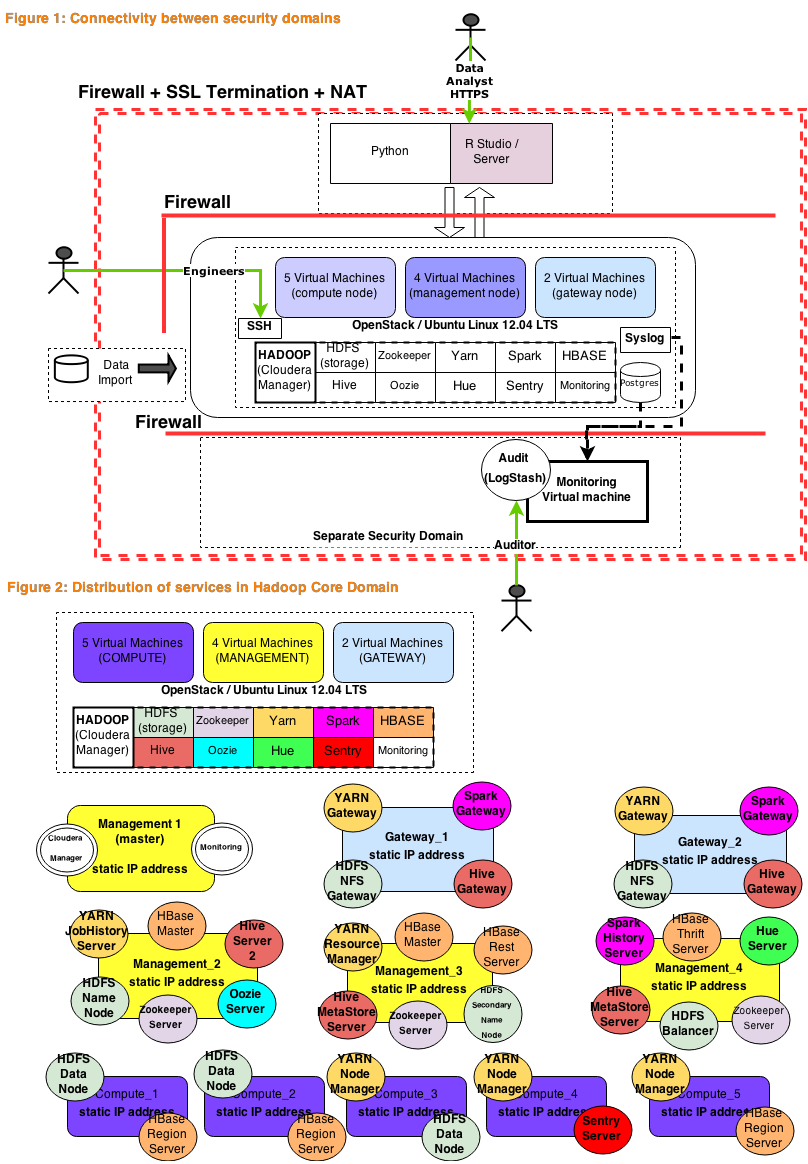 Figure 1: Connectivity between security domains
Data
Analyst
HTTPS
Firewall + SSL Termination + NAT
Python
R Studio /
Server
Firewall
Engineers
5 Virtual Machines
(compute node)
4 Virtual Machines
(management node)
2 Virtual Machines
(gateway node)
SSH
OpenStack / Ubuntu Linux 12.04 LTS
Syslog
HADOOP
(Cloudera
Manager)
HDFS
(storage)
Zookeeper
Yarn
Spark
HBASE
Hive
Oozie
Hue
Sentry
Monitoring
Postgres
Data
Import
Firewall
Audit
(LogStash)
Monitoring
Virtual machine
Separate Security Domain
Auditor
Figure 2: Distribution of services in Hadoop Core Domain
5 Virtual Machines
(COMPUTE)
4 Virtual Machines
(MANAGEMENT)
2 Virtual Machines
(GATEWAY)
OpenStack / Ubuntu Linux 12.04 LTS
HADOOP
(Cloudera
Manager)
HDFS
(storage)
Zookeeper
Yarn
Spark
HBASE
Hive
Oozie
Hue
Sentry
Monitoring
Management 1
(master)
static IP address
Cloudera
Manager
Monitoring
YARN
Gateway
Spark
Gateway
Gateway_1
static IP address
HDFS
NFS
Gateway
Hive
Gateway
YARN
Gateway
Spark
Gateway
Gateway_2
static IP address
HDFS
NFS
Gateway
Hive
Gateway
YARN
JobHistory
Server
HBase
Master
Hive
Server
2
Management_2
static IP address
HDFS
Name
Node
Zookeeper
Server
Oozie
Server
YARN
Resource
Manager
HBase
Master
HBase
Rest
Server
Management_3
static IP address
Hive
MetaStore
Server
Zookeeper
Server
HDFS
Secondary
Name
Node
Spark
History
Server
HBase
Thrift
Server
Hue
Server
Management_4
static IP address
Hive
MetaStore
Server
HDFS
Balancer
Zookeeper
Server
HDFS
Data
Node
Compute_1
static IP address
HBase
Region
Server
HDFS
Data
Node
Compute_2
static IP address
HBase
Region
Server
YARN
Node
Manager
Compute_3
static IP address
HDFS
Data
Node
YARN
Node
Manager
Compute_4
static IP address
Sentry
Server
YARN
Node
Manager
Compute_5
static IP address
HBase
Region
Server